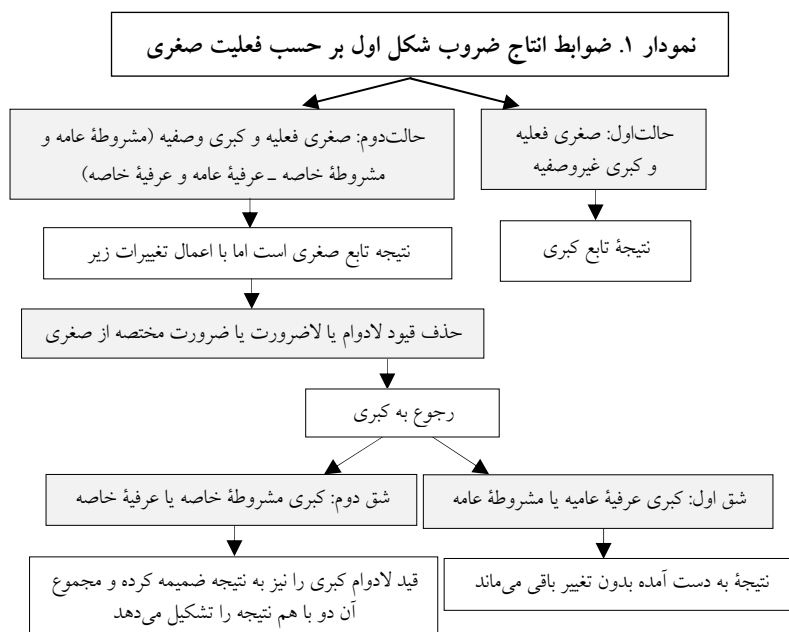 نمودار ۱. ضوابط انتاج ضروب شکل اول بر حسب فعلیت صغری
حالت‌اول: صغری فعلیه
و کبری غیروصفیه
حالت‌دوم: صغری فعلیه و کبری وصفیه (مشروطهٔ عامه و
مشروطهٔ خاصه ـ عرفیهٔ عامه و عرفیهٔ خاصه)
نتیجهٔ تابع کبری
نتیجه تابع صغری است اما با اعمال تغییرات زیر
حذف قیود لادوام یا لاضرورت یا ضرورت مختصه از صغری
رجوع به کبری
شق اول: کبری عرفیهٔ عامیه یا مشروطهٔ عامه
شق دوم: کبری مشروطهٔ خاصه یا عرفیهٔ خاصه
نتیجهٔ به دست آمده بدون تغییر باقی می‌ماند
قید لادوام کبری را نیز به نتیجه ضمیمه کرده و مجموع
آن دو با هم نتیجه را تشکیل می‌دهد